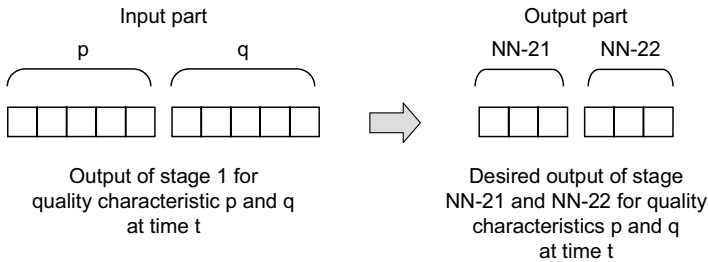 Input part
Output part
p
q
NN-21
NN-22
Output of stage 1 for
quality characteristic p and q
at time t
Desired output of stage
NN-21 and NN-22 for quality
characteristics p and q
at time t